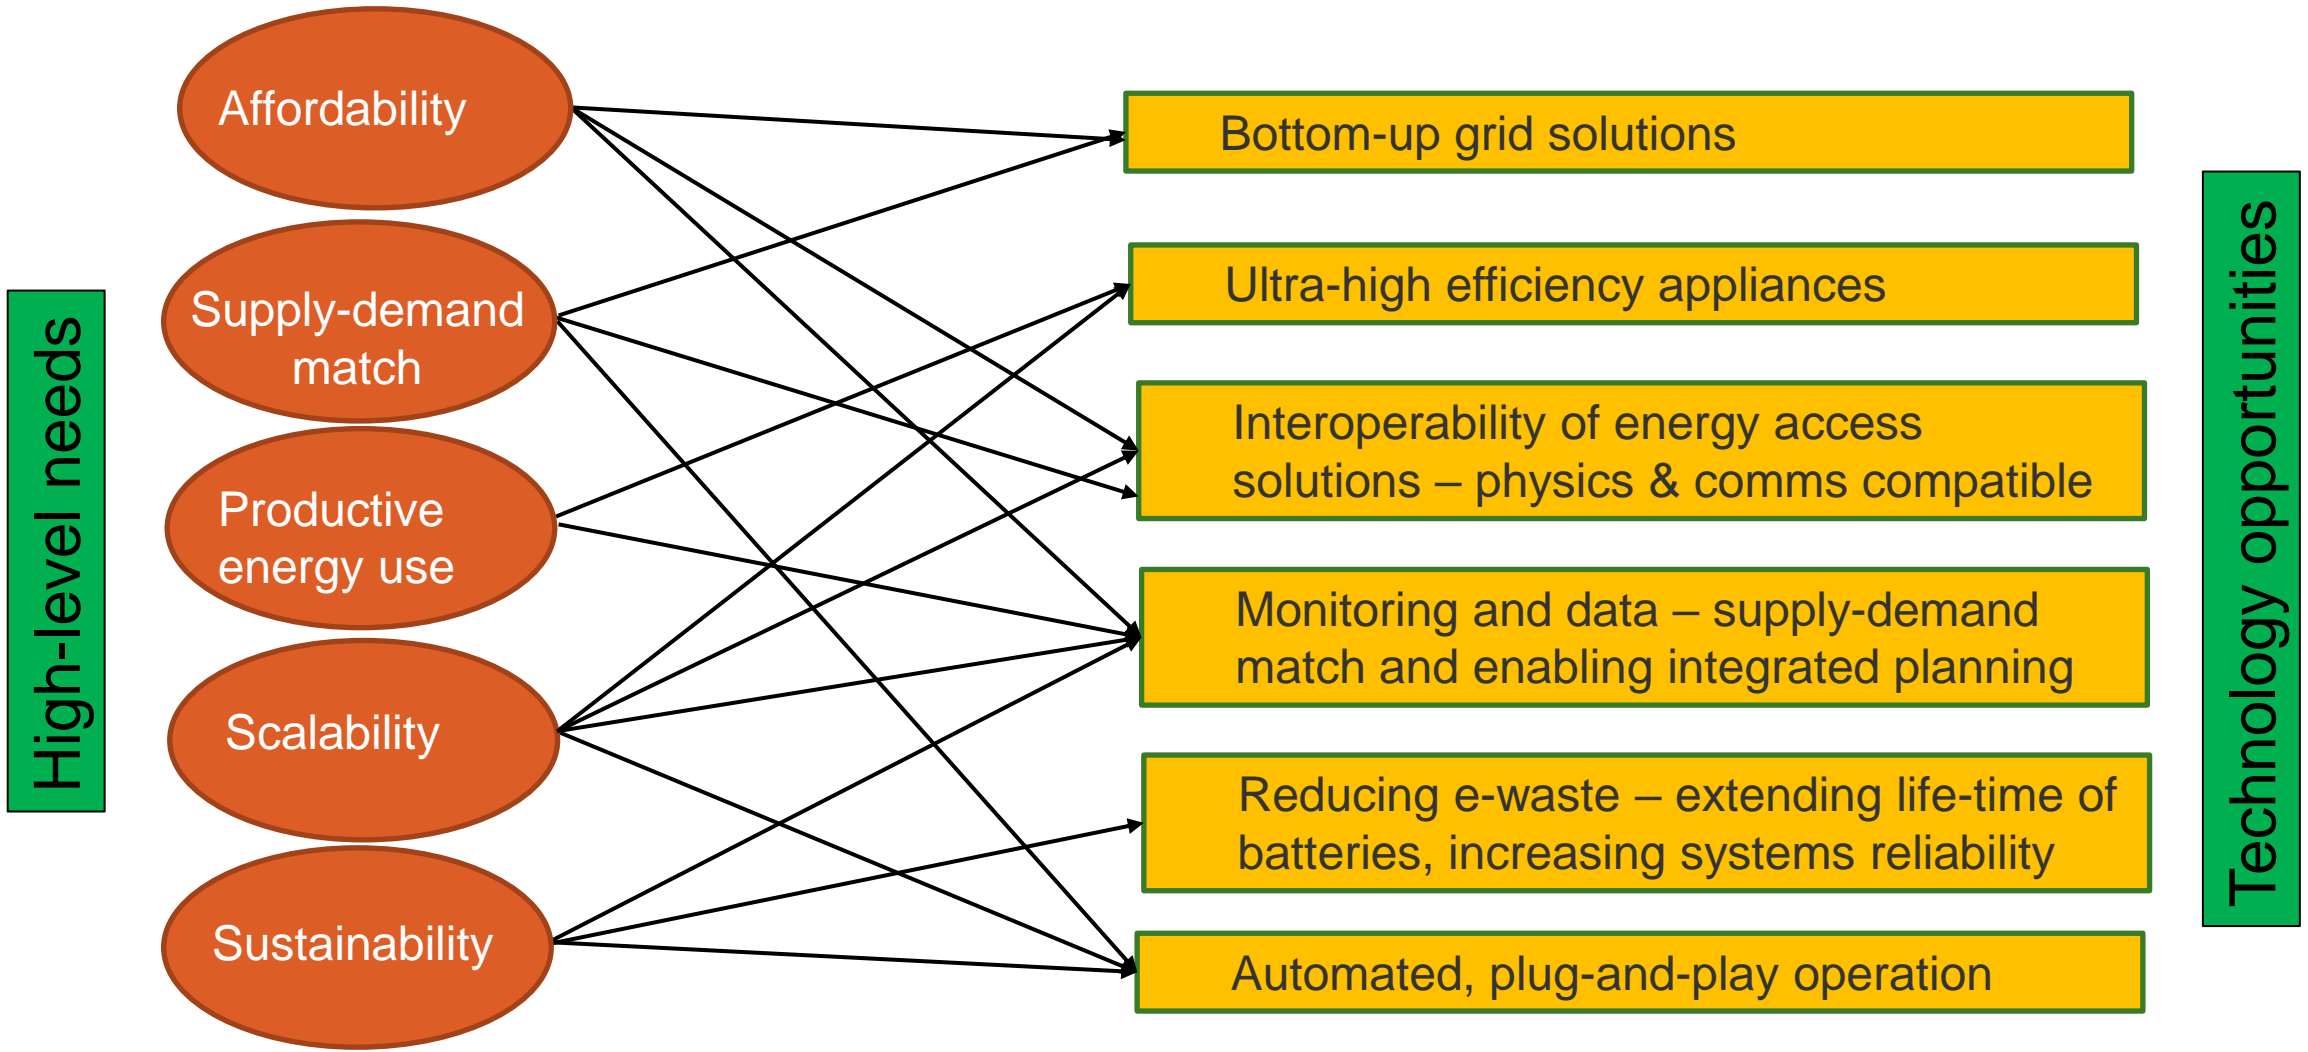 High-level needs
Affordability
Supply-demand
match
Productive
energy use
Scalability
Sustainability
Bottom-up grid solutions
Ultra-high efficiency appliances
Interoperability of energy access
solutions – physics & comms compatible
Monitoring and data – supply-demand
match and enabling integrated planning
Reducing e-waste – extending life-time of
batteries, increasing systems reliability
Automated, plug-and-play operation
Technology opportunities